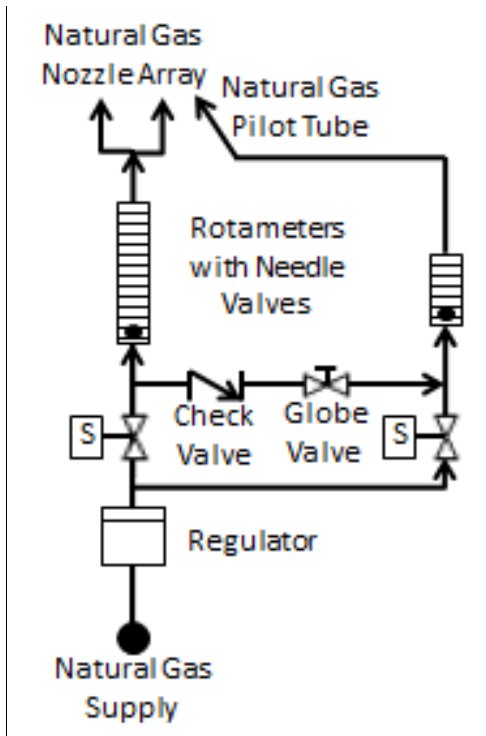 Natural Gas
Nozzle Array
Natural Gas
Pilot Tube
Rotameters
with Needle
Valves
Check
Valve
Globe
Valve
S
S
Regulator
Natural Gas
Supply